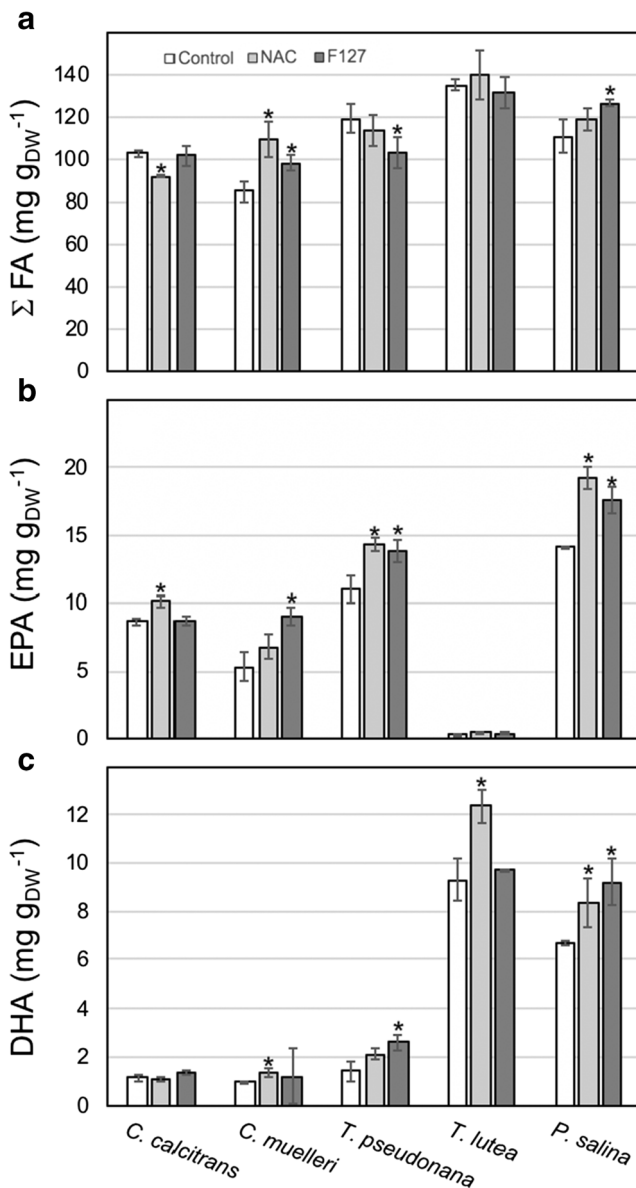 a
Control NAC F127
140
120
100
80
60
40
20
0
Σ FA (mg gDW⁻¹)
* * * * *
b
20
15
10
5
0
EPA (mg gDW⁻¹)
* * * * * *
c
12
10
8
6
4
2
0
DHA (mg gDW⁻¹)
* * * * *
C. calcitrans
C. muelleri
T. pseudonana
T. lutea
P. salina